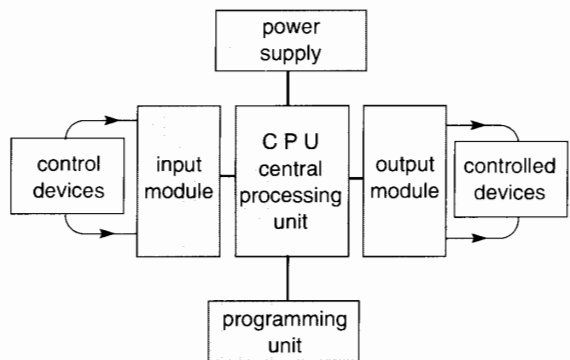 power
supply
control
devices
input
module
C P U
central
processing
unit
output
module
controlled
devices
programming
unit